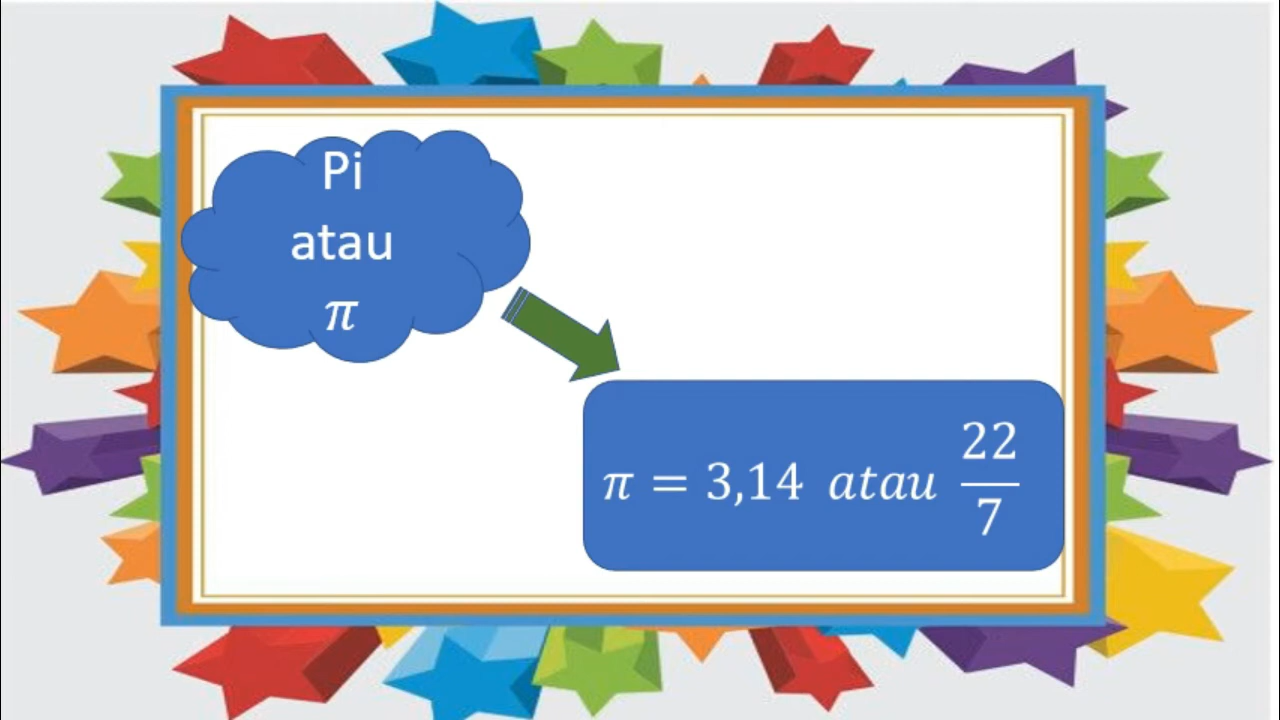 Pi
atau
π
π = 3,14 atau 22/7